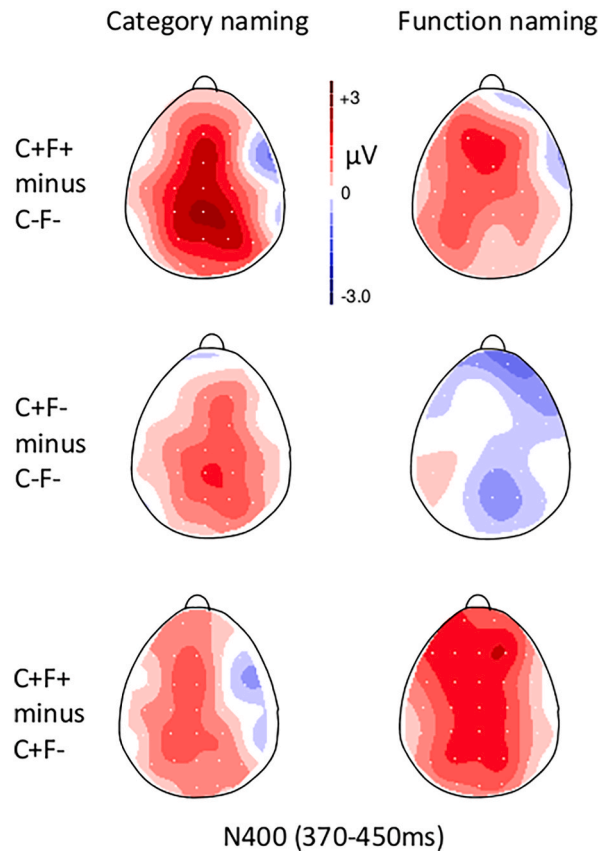 Category naming
Function naming
C+F+
minus
C-F-
+3
µV
0
-3.0
C+F-
minus
C-F-
C+F+
minus
C+F-
N400 (370-450ms)